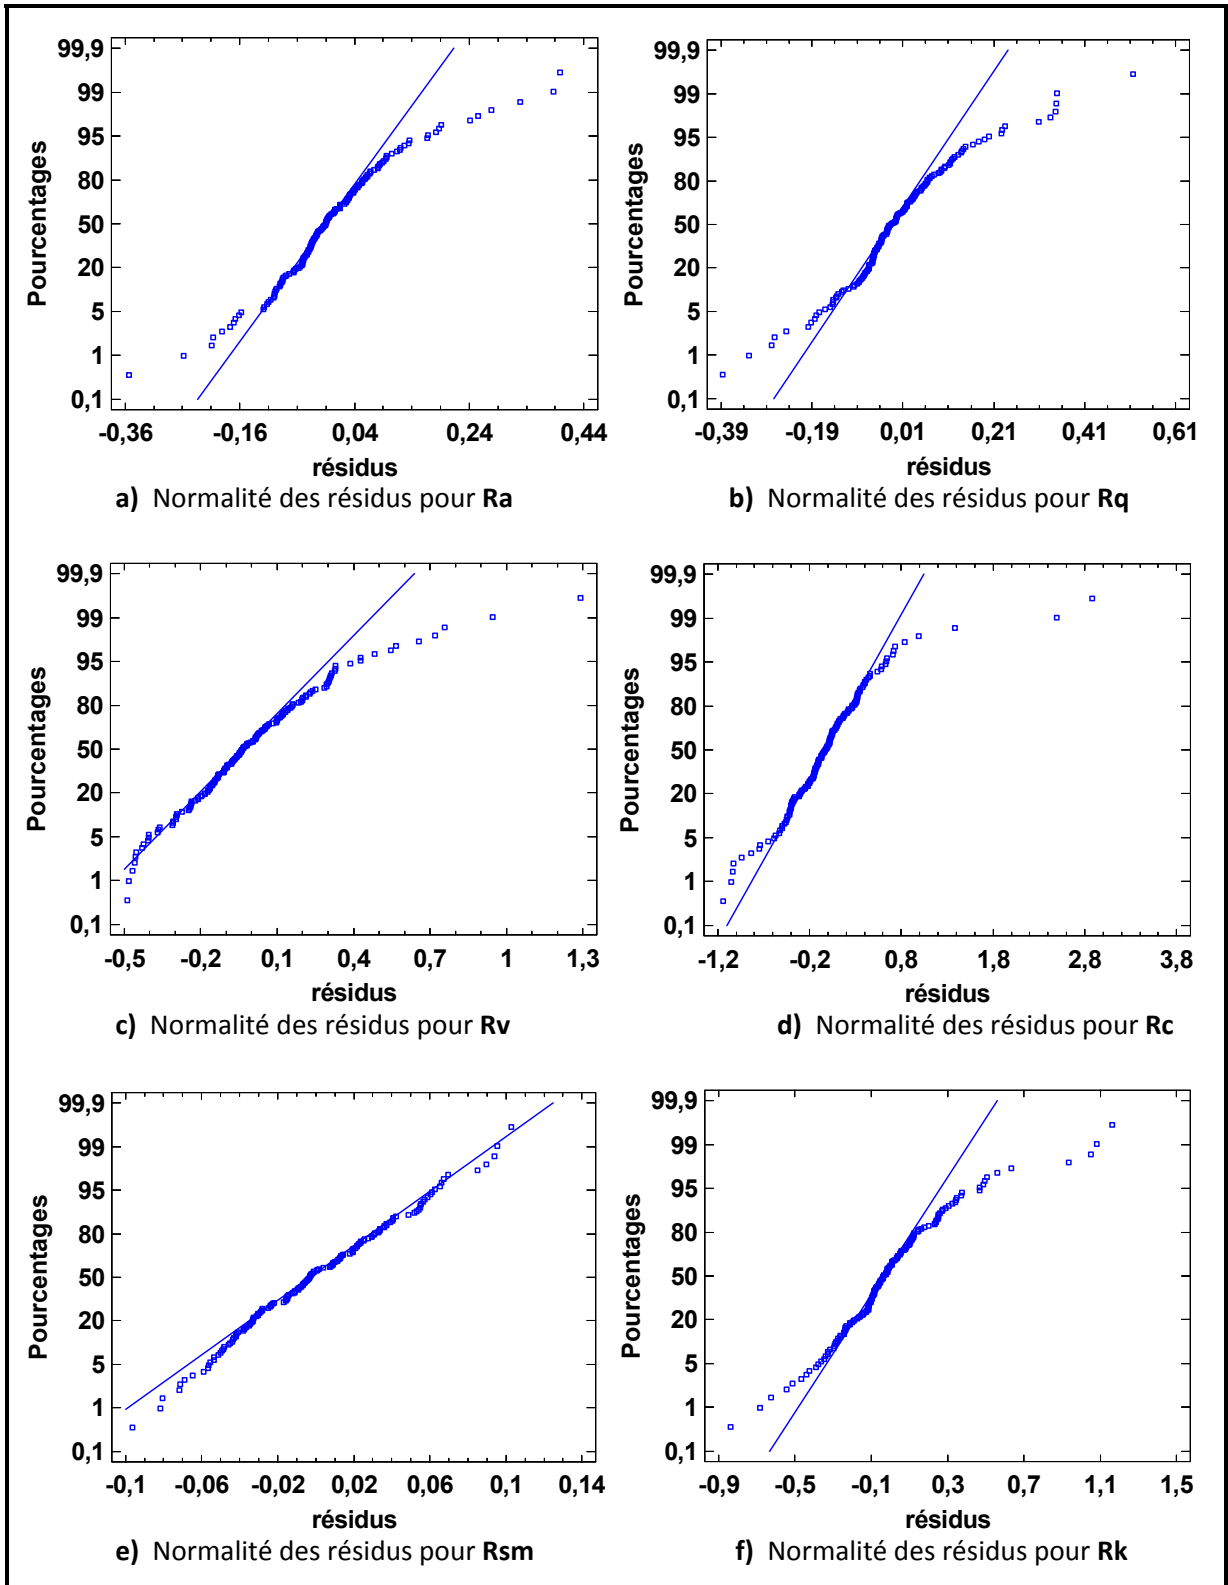 99,9
99
95
80
50
20
5
1
0,1
Pourcentages
-0,36 -0,16 0,04 0,24 0,44
résidus
a) Normalité des résidus pour Ra
99,9
99
95
80
50
20
5
1
0,1
Pourcentages
-0,39 -0,19 0,01 0,21 0,41 0,61
résidus
b) Normalité des résidus pour Rq
99,9
99
95
80
50
20
5
1
0,1
Pourcentages
-0,5 -0,2 0,1 0,4 0,7 1 1,3
résidus
c) Normalité des résidus pour Rv
99,9
99
95
80
50
20
5
1
0,1
Pourcentages
-1,2 -0,2 0,8 1,8 2,8 3,8
résidus
d) Normalité des résidus pour Rc
99,9
99
95
80
50
20
5
1
0,1
Pourcentages
-0,1 -0,06 -0,02 0,02 0,06 0,1 0,14
résidus
e) Normalité des résidus pour Rsm
99,9
99
95
80
50
20
5
1
0,1
Pourcentages
-0,9 -0,5 -0,1 0,3 0,7 1,1 1,5
résidus
f) Normalité des résidus pour Rk